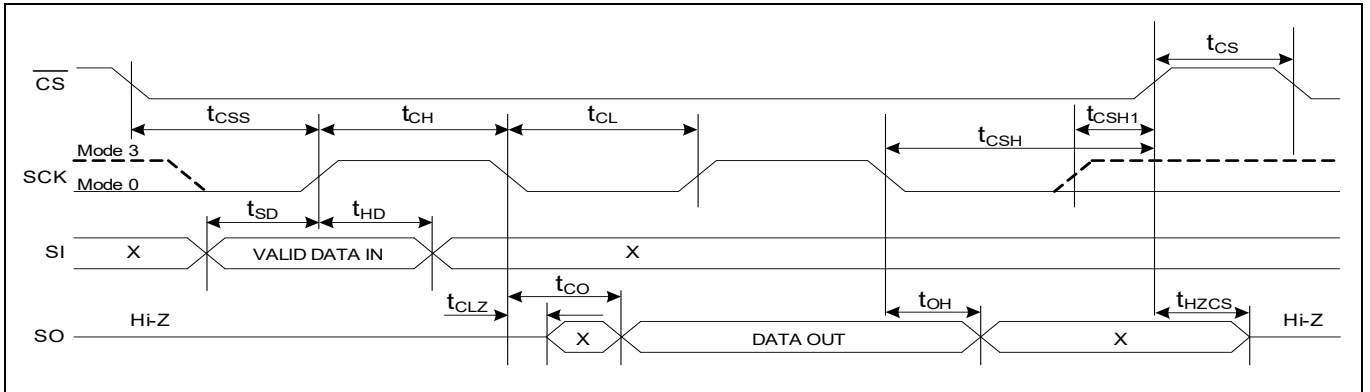 tCS
CS
tCSS tCH tCL tCSH tCSH1
Mode 3
SCK
Mode 0
tSD tHD
SI X VALID DATA IN X
tCLZ tCO tOH tHZCS
SO Hi-Z X DATA OUT X Hi-Z